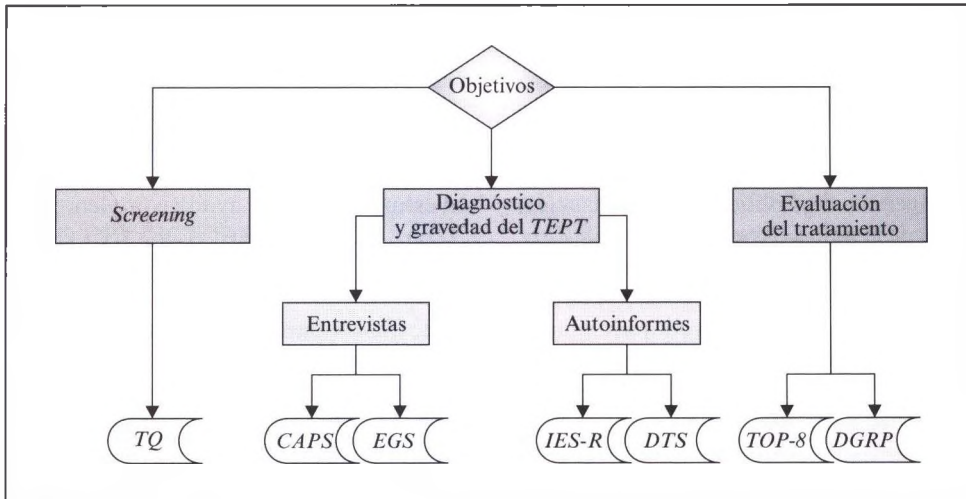 Objetivos
Screening
Diagnóstico
y gravedad del TEPT
Evaluación
del tratamiento
Entrevistas
Autoinformes
TQ
CAPS
EGS
IES-R
DTS
TOP-8
DGRP